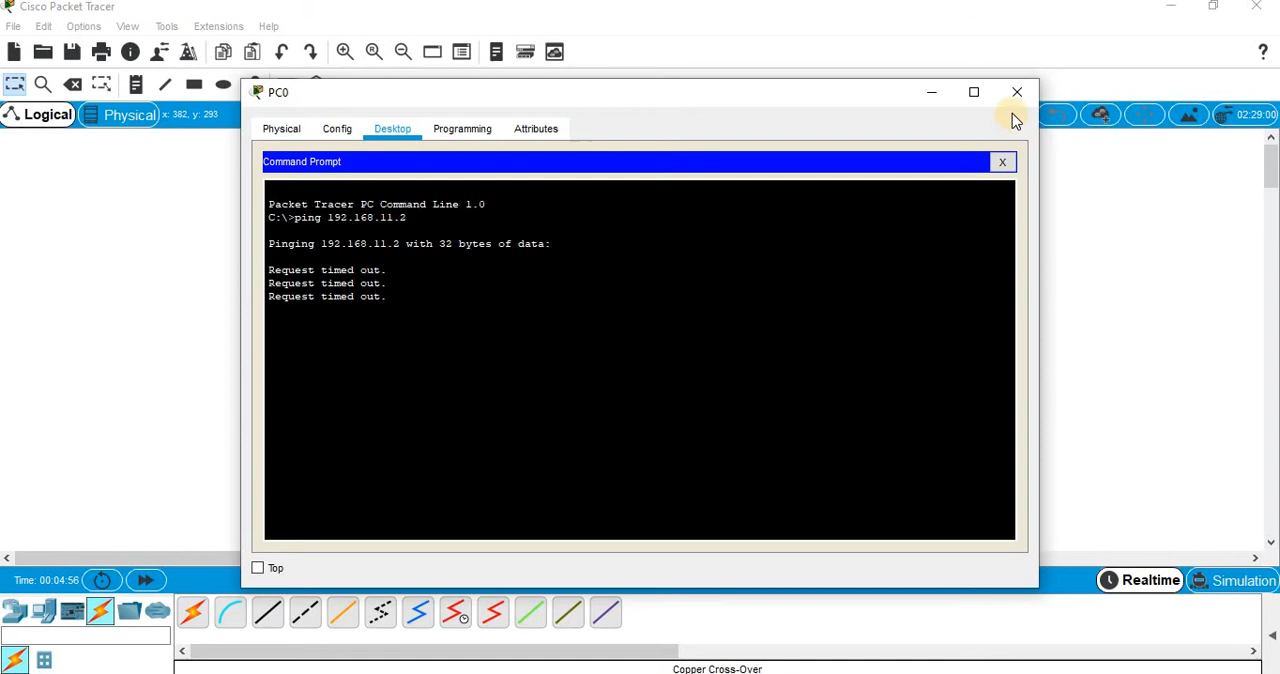 Cisco Packet Tracer
File Edit Options View Tools Extensions Help
?
PC0
Logical Physical x: 382, y: 293 02:29:00
Physical Config Desktop Programming Attributes
Command Prompt X
Packet Tracer PC Command Line 1.0
C:\>ping 192.168.11.2
Pinging 192.168.11.2 with 32 bytes of data:
Request timed out.
Request timed out.
Request timed out.
Top
Time: 00:04:56 Realtime Simulation
Copper Cross-Over